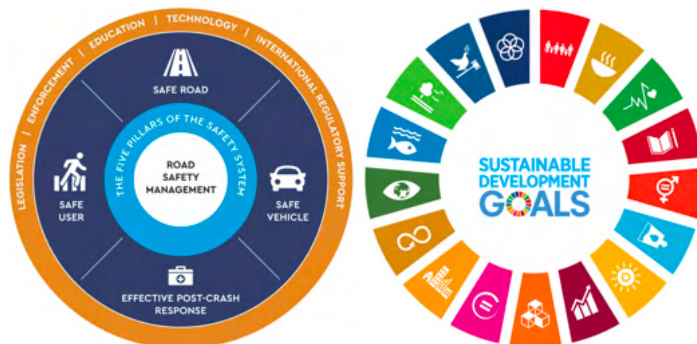 LEGISLATION | ENFORCEMENT | EDUCATION | TECHNOLOGY | INTERNATIONAL REGULATORY SUPPORT
SAFE ROAD
THE FIVE PILLARS OF THE SAFETY SYSTEM
ROAD
SAFETY
MANAGEMENT
SAFE
USER
SAFE
VEHICLE
EFFECTIVE POST-CRASH
RESPONSE
SUSTAINABLE
DEVELOPMENT
GOALS